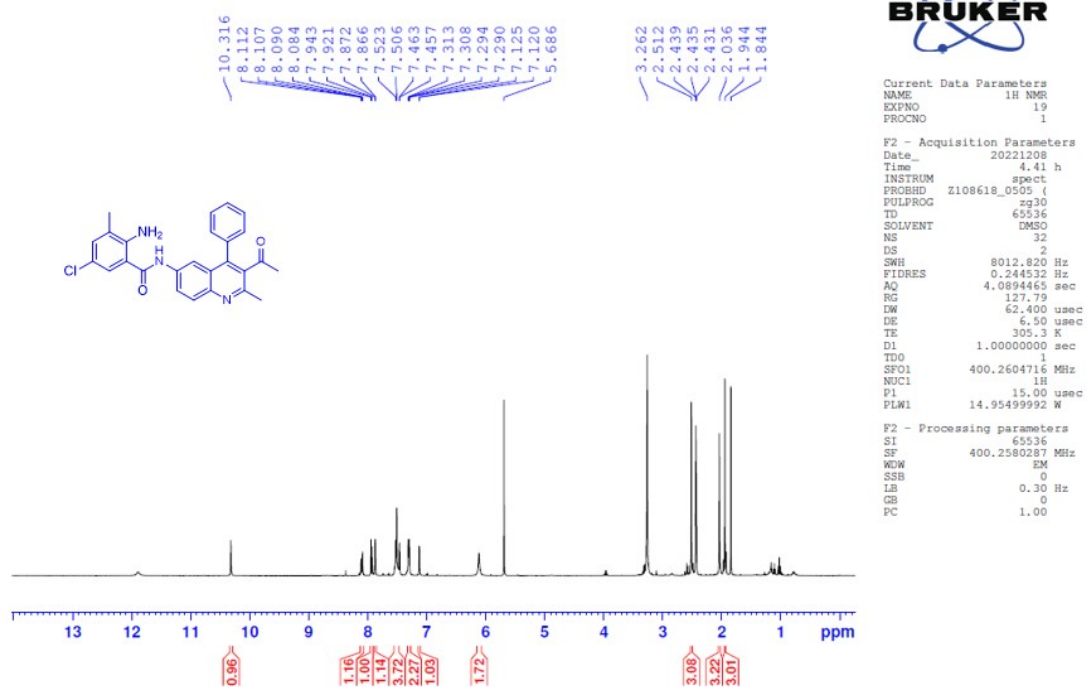 10.316
8.112
8.107
8.090
8.084
7.943
7.921
7.872
7.866
7.523
7.506
7.463
7.457
7.313
7.308
7.294
7.290
7.125
7.120
5.686
3.262
2.512
2.439
2.435
2.431
2.036
1.944
1.844
BRUKER
Current Data Parameters
NAME 1H NMR
EXPNO 19
PROCNO 1
F2 - Acquisition Parameters
Date_ 20221208
Time 4.41 h
INSTRUM spect
PROBHD Z108618_0505 (
PULPROG zg30
TD 65536
SOLVENT DMSO
NS 32
DS 2
SWH 8012.820 Hz
FIDRES 0.244532 Hz
AQ 4.0894465 sec
RG 127.79
DW 62.400 usec
DE 6.50 usec
TE 305.3 K
D1 1.00000000 sec
TD0 1
SFO1 400.2604716 MHz
NUC1 1H
P1 15.00 usec
PLW1 14.95499992 W
F2 - Processing parameters
SI 65536
SF 400.2580287 MHz
WDW EM
SSB 0
LB 0.30 Hz
GB 0
PC 1.00
NH2
H
N
O
Cl
O
N
13 12 11 10 9 8 7 6 5 4 3 2 1 ppm
0.96
1.16
1.00
1.14
3.72
2.27
1.03
1.72
3.08
3.22
3.01